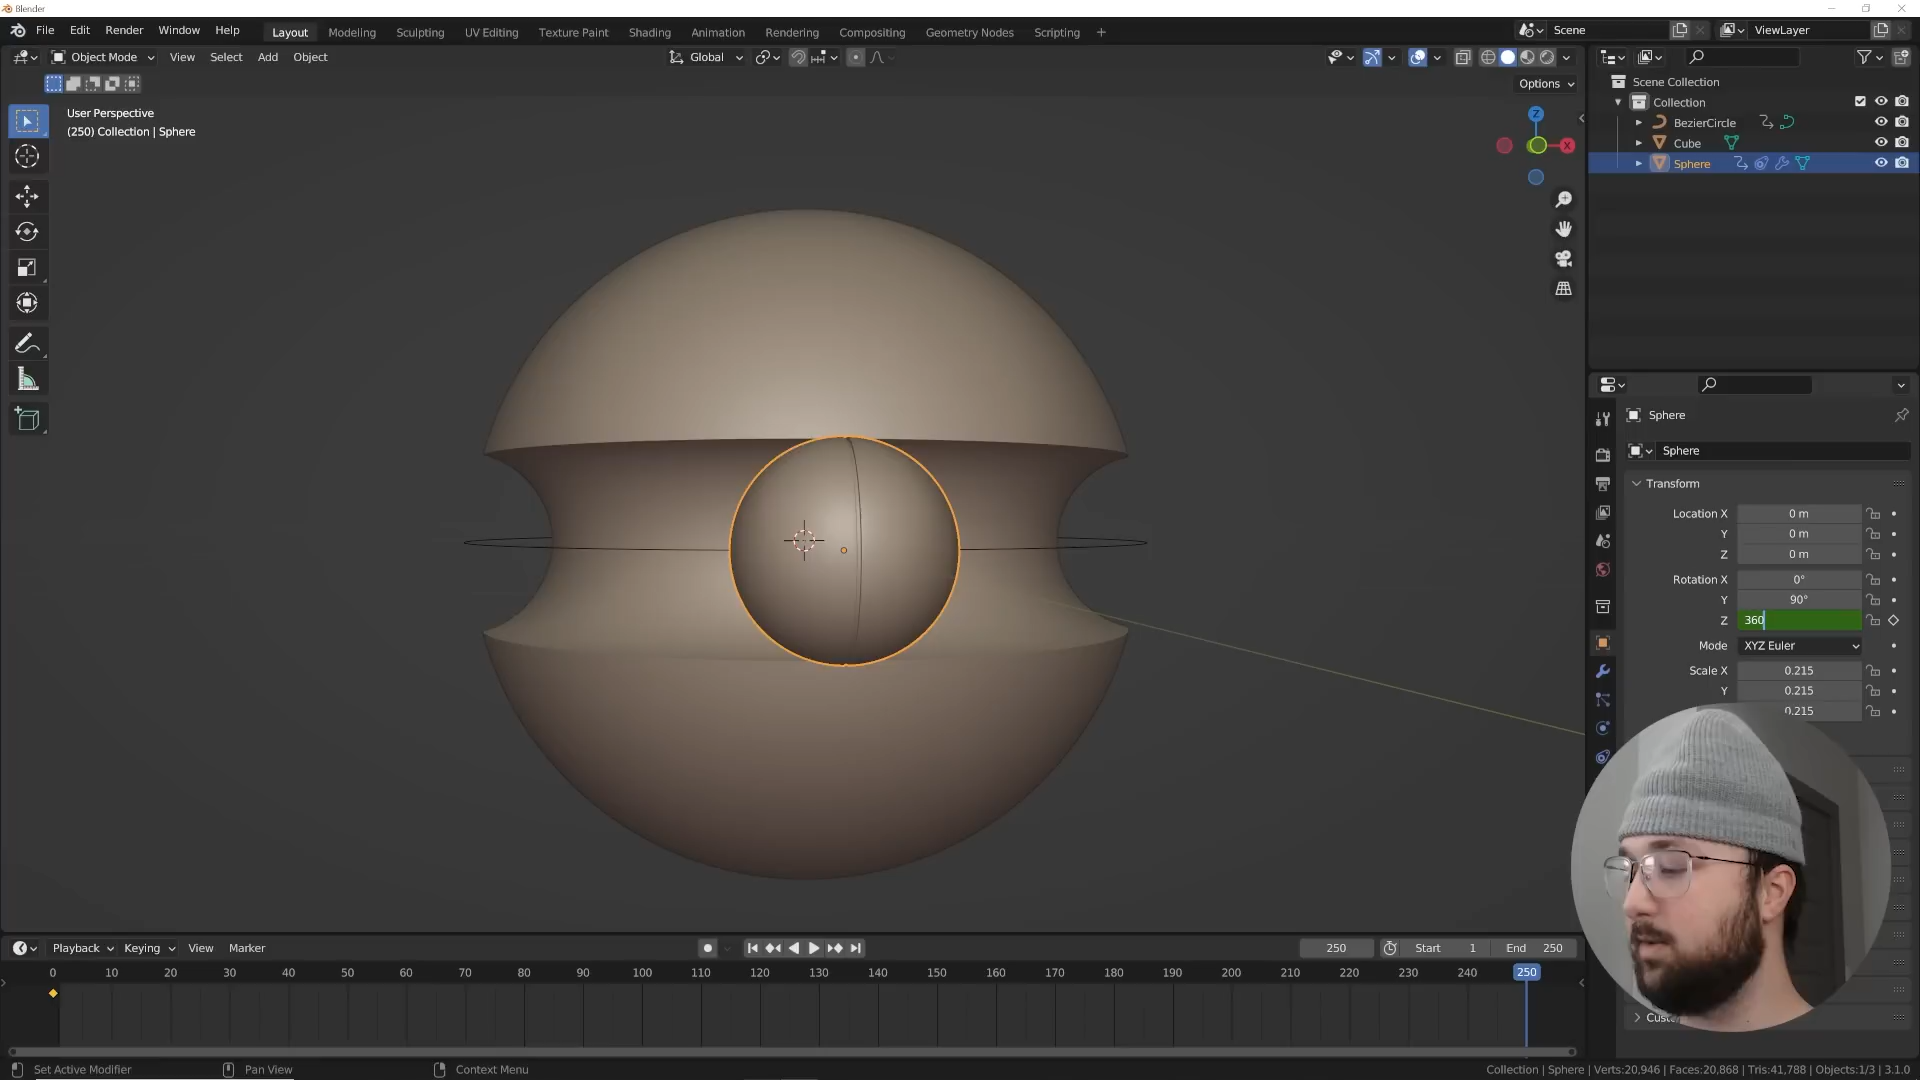 Blender
File Edit Render Window Help
Layout Modeling Sculpting UV Editing Texture Paint Shading Animation Rendering Compositing Geometry Nodes Scripting +
Scene
ViewLayer
Object Mode View Select Add Object
Global
Options
User Perspective
(250) Collection | Sphere
Z
X
Scene Collection
Collection
BezierCircle
Cube
Sphere
Sphere
Sphere
Transform
Location X 0 m
Y 0 m
Z 0 m
Rotation X 0°
Y 90°
Z 360
Mode XYZ Euler
Scale X 0.215
Y 0.215
0.215
Playback Keying View Marker
250 Start 1 End 250
0 10 20 30 40 50 60 70 80 90 100 110 120 130 140 150 160 170 180 190 200 210 220 230 240 250
Set Active Modifier Pan View Context Menu
Collection | Sphere | Verts:20,946 | Faces:20,868 | Tris:41,788 | Objects:1/3 | 3.1.0